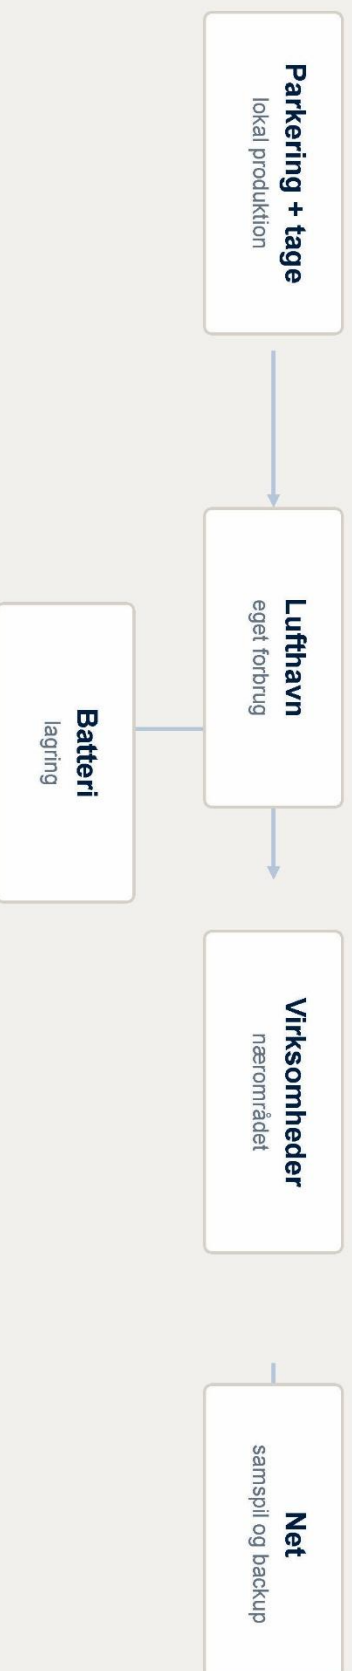 Parkering + tage
lokal produktion
Lufthavn
eget forbrug
Batteri
lagring
Virksomheder
nærområdet
Net
samspil og backup